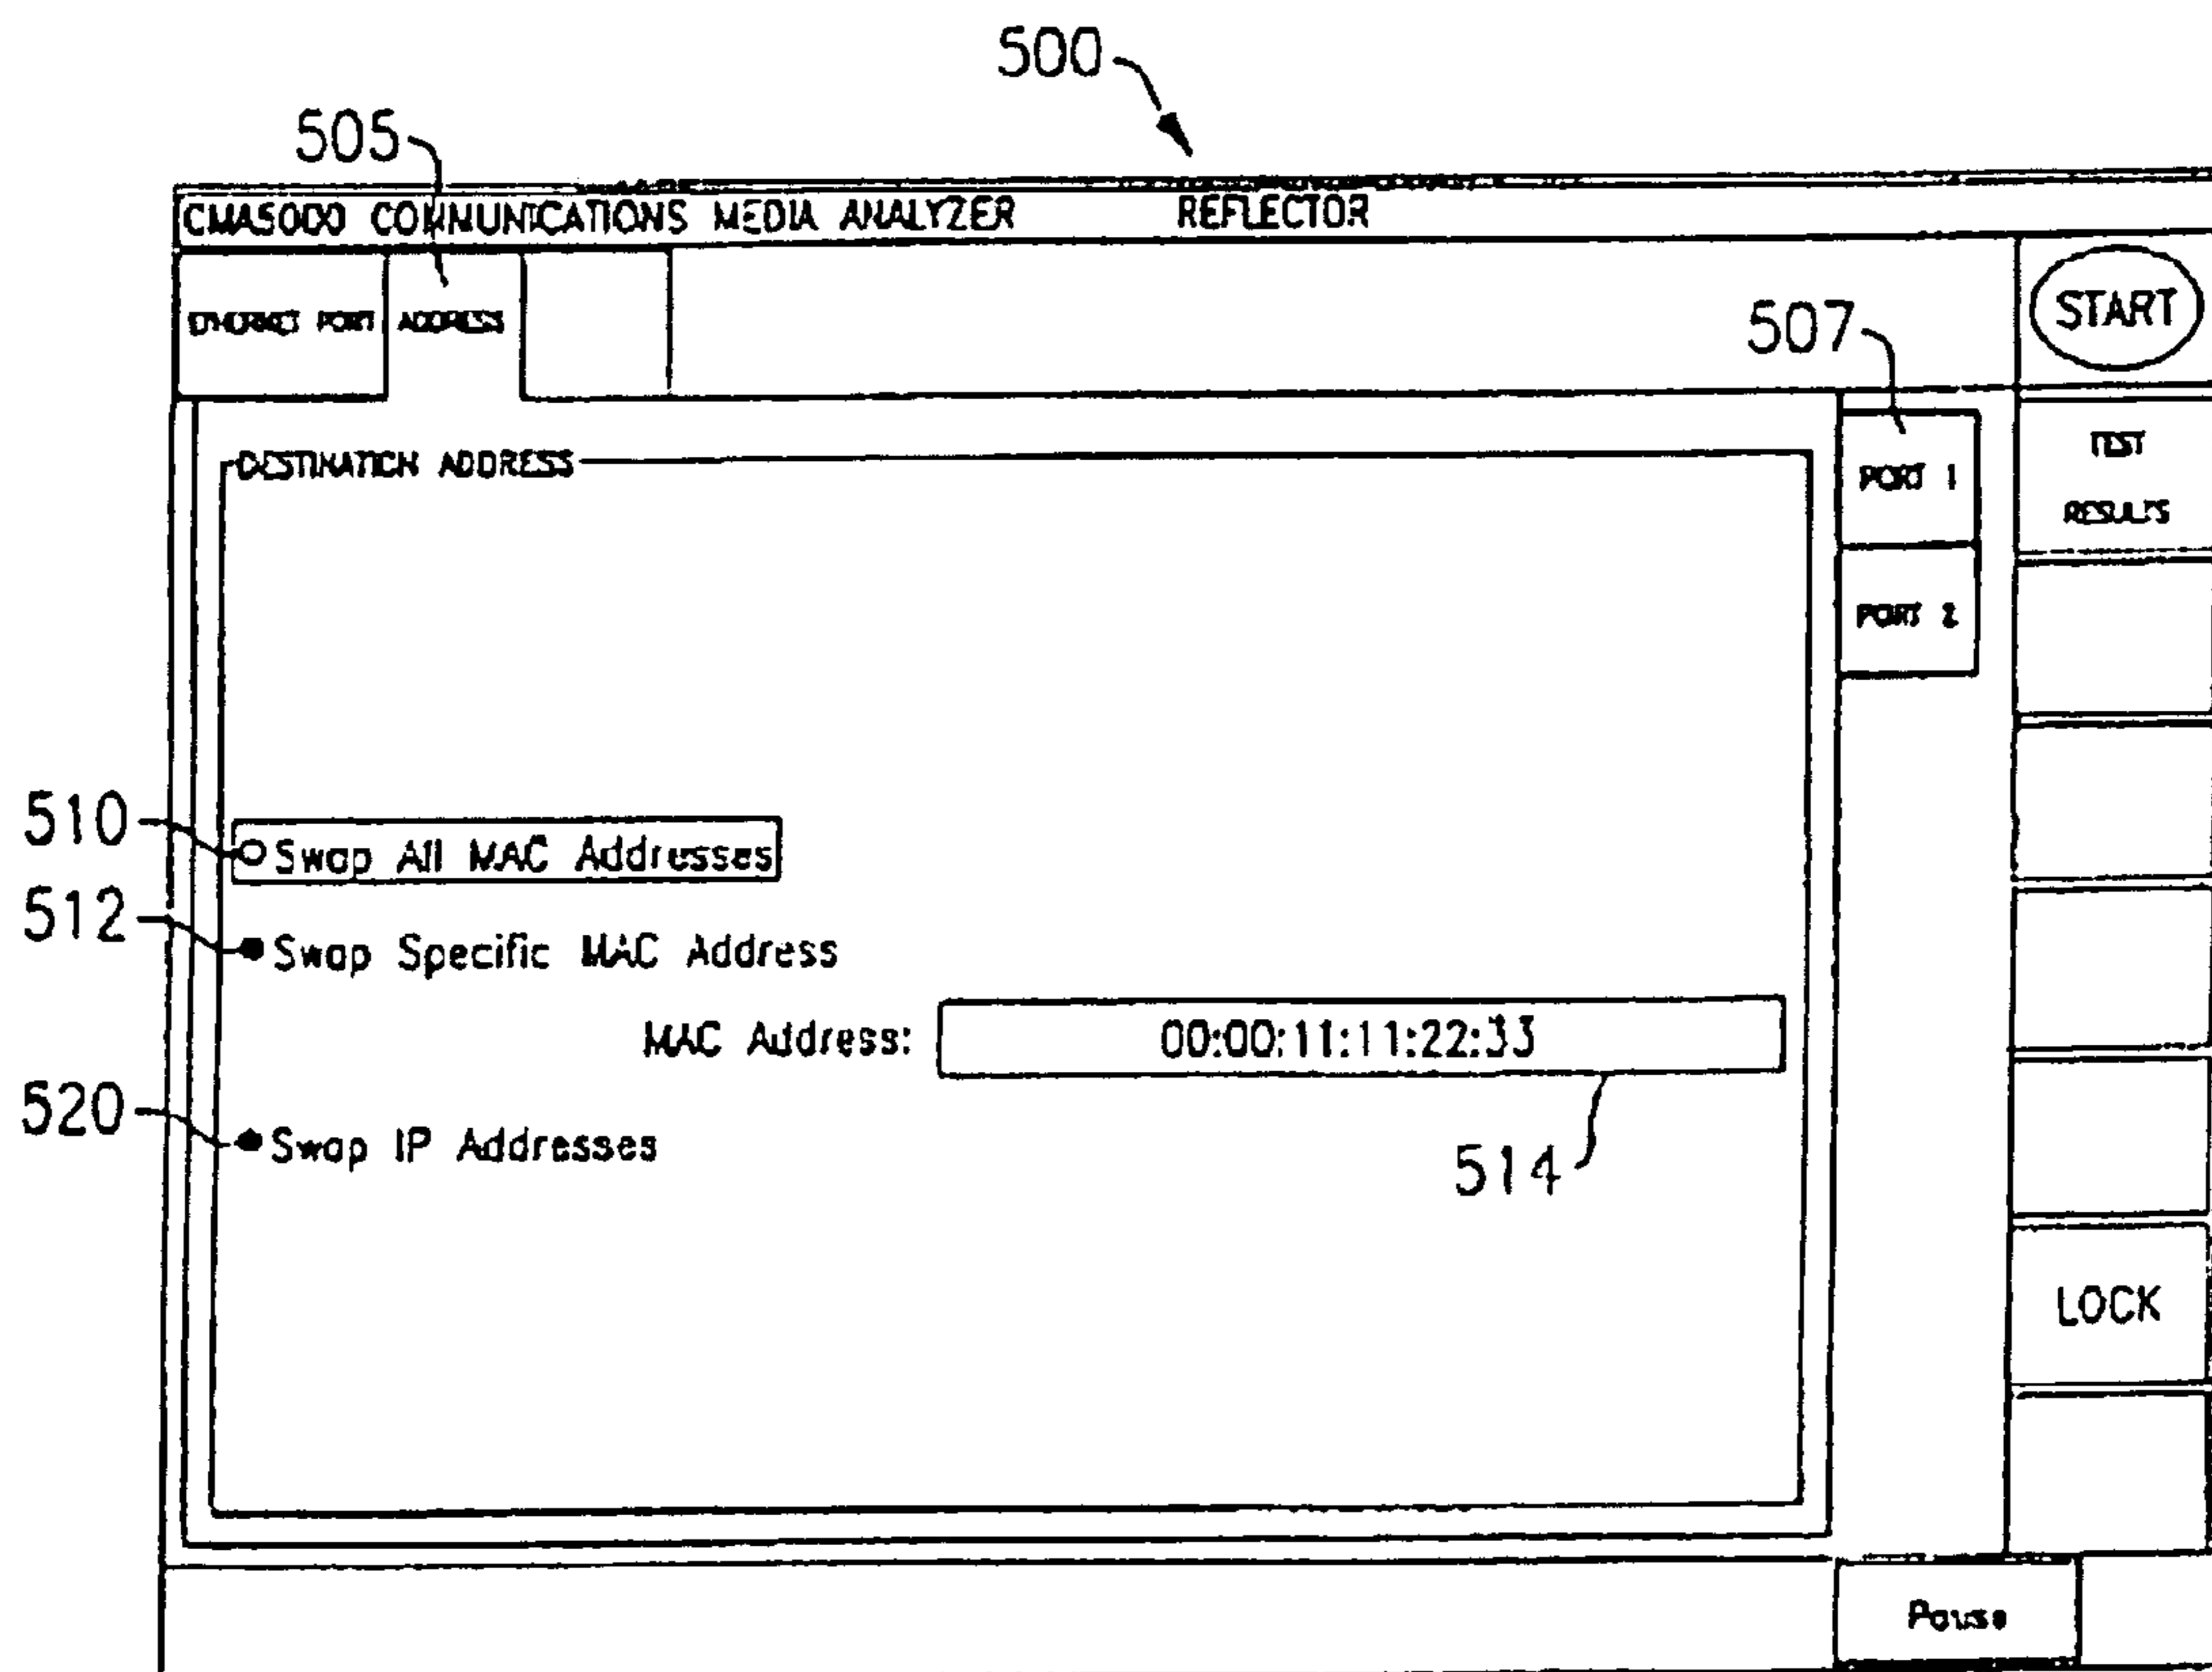 500
505
CMA5000 COMMUNICATIONS MEDIA ANALYZER REFLECTOR
ETHERNET PORT ADDRESS
START
507
DESTINATION ADDRESS
PORT 1
TEST
RESULTS
PORT 2
510
Swap All MAC Addresses
512
Swap Specific MAC Address
MAC Address: 00:00:11:11:22:33
520
Swap IP Addresses
514
LOCK
Pause